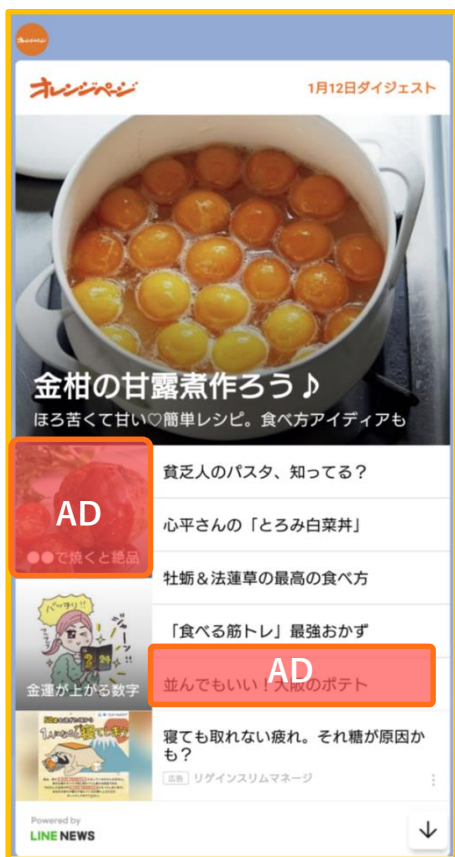 オレンジページ
1月12日ダイジェスト
金柑の甘露煮作ろう♪
ほろ苦くて甘い♡簡単レシピ。食べ方アイディアも
AD
●●で焼くと絶品
貧乏人のパスタ、知ってる？
心平さんの「とろみ白菜丼」
牡蛎＆法蓮草の最高の食べ方
バッサリ!!
金運が上がる数字
「食べる筋トレ」最強おかず
AD
並んでもいい！大阪のポテト
寝ても取れない疲れ。それ糖が原因か
も？
広告 リゲインスリムマネージ
Powered by
LINE NEWS